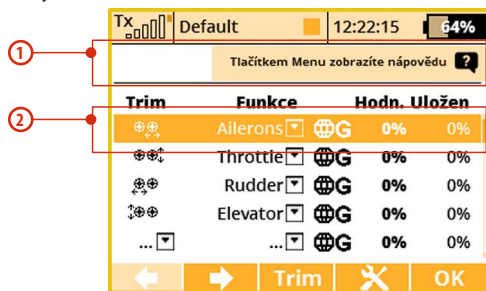 Tx Default 12:22:15 64%
1 Tlačítkem Menu zobrazíte nápovědu ?
Trim Funkce Hodn. Uložen
2 Ailerons G 0% 0%
Throttle G 0% 0%
Rudder G 0% 0%
Elevator G 0% 0%
... ... G 0% 0%
Trim OK